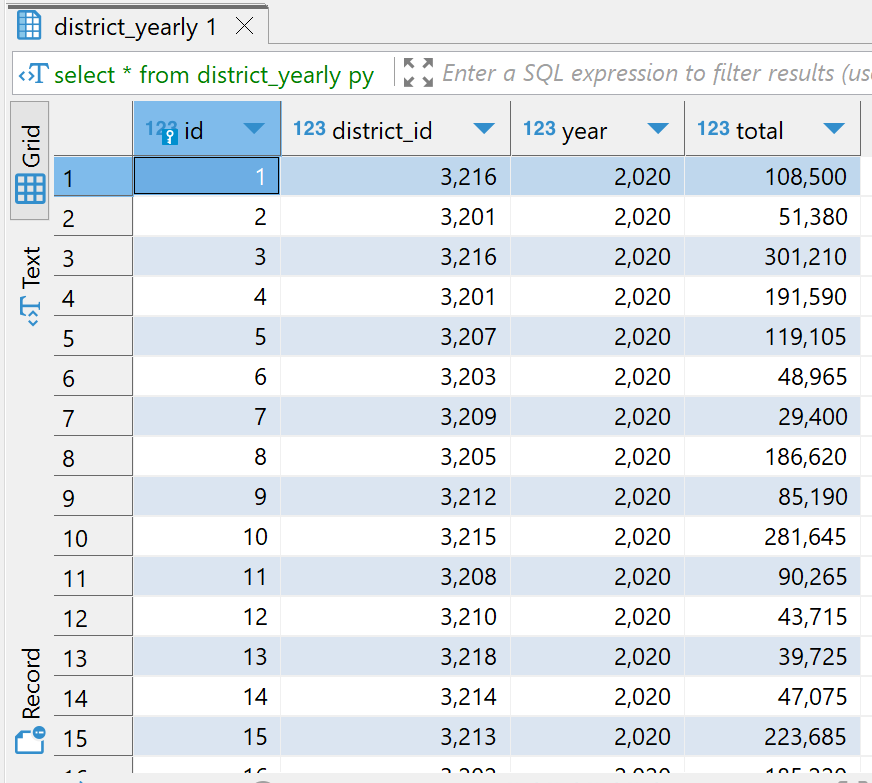 district_yearly 1
select * from district_yearly py Enter a SQL expression to filter results (use
Grid
Text
Record
123 id 123 district_id 123 year 123 total
1 1 3,216 2,020 108,500
2 2 3,201 2,020 51,380
3 3 3,216 2,020 301,210
4 4 3,201 2,020 191,590
5 5 3,207 2,020 119,105
6 6 3,203 2,020 48,965
7 7 3,209 2,020 29,400
8 8 3,205 2,020 186,620
9 9 3,212 2,020 85,190
10 10 3,215 2,020 281,645
11 11 3,208 2,020 90,265
12 12 3,210 2,020 43,715
13 13 3,218 2,020 39,725
14 14 3,214 2,020 47,075
15 15 3,213 2,020 223,685